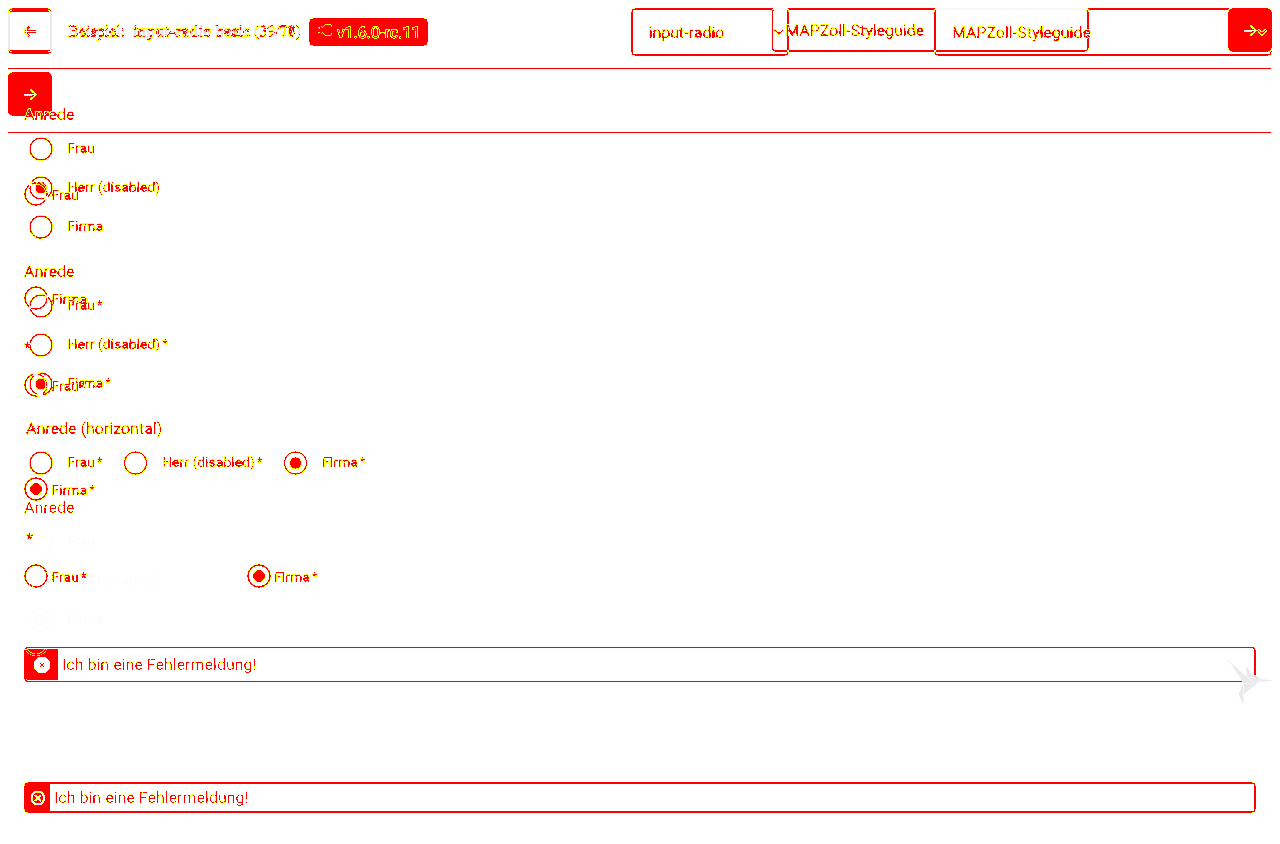 Beispiel: input-radio basic (39/70) v1.6.0-rc.11 input-radio MAPZoll-Styleguide MAPZoll-Styleguide
Anrede
Frau
Herr (disabled)
Frau
Firma
Anrede
Firma
Frau*
* Herr (disabled)*
Firma*
Frau
Anrede (horizontal)
Frau* Herr (disabled)* Firma*
Firma*
Anrede
*
Frau* Firma*
Ich bin eine Fehlermeldung!
Ich bin eine Fehlermeldung!